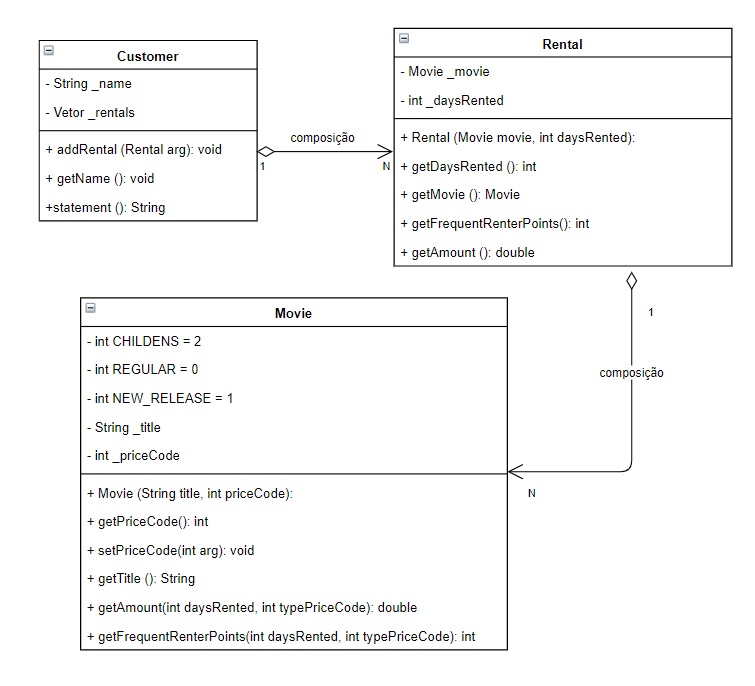 Customer
- String _name
- Vetor _rentals
+ addRental (Rental arg): void
+ getName (): void
+statement (): String
composição
1
N
Rental
- Movie _movie
- int _daysRented
+ Rental (Movie movie, int daysRented):
+ getDaysRented (): int
+ getMovie (): Movie
+ getFrequentRenterPoints(): int
+ getAmount (): double
1
composição
N
Movie
- int CHILDENS = 2
- int REGULAR = 0
- int NEW_RELEASE = 1
- String _title
- int _priceCode
+ Movie (String title, int priceCode):
+ getPriceCode(): int
+ setPriceCode(int arg): void
+ getTitle (): String
+ getAmount(int daysRented, int typePriceCode): double
+ getFrequentRenterPoints(int daysRented, int typePriceCode): int